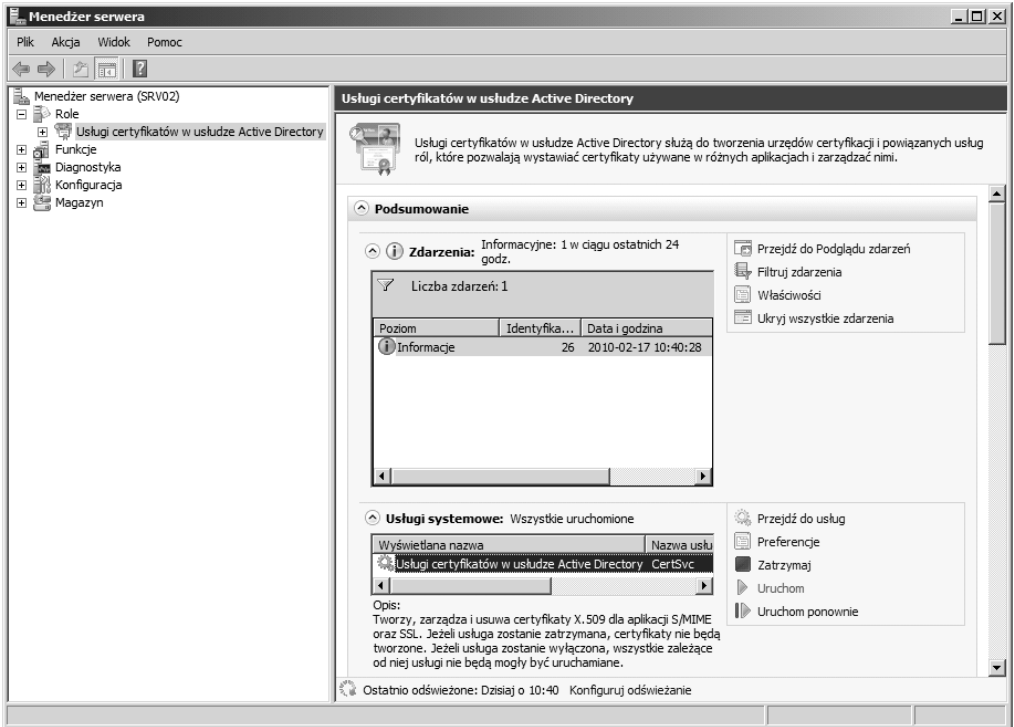 Menedżer serwera
Plik Akcja Widok Pomoc
Menedżer serwera (SRV02)
Role
Usługi certyfikatów w usłudze Active Directory
Funkcje
Diagnostyka
Konfiguracja
Magazyn
Usługi certyfikatów w usłudze Active Directory
Usługi certyfikatów w usłudze Active Directory służą do tworzenia urzędów certyfikacji i powiązanych usług
ról, które pozwalają wystawiać certyfikaty używane w różnych aplikacjach i zarządzać nimi.
Podsumowanie
Zdarzenia: Informacyjne: 1 w ciągu ostatnich 24
godz.
Liczba zdarzeń: 1
Poziom Identyfika... Data i godzina
Informacje 26 2010-02-17 10:40:28
Przejdź do Podglądu zdarzeń
Filtruj zdarzenia
Właściwości
Ukryj wszystkie zdarzenia
Usługi systemowe: Wszystkie uruchomione
Wyświetlana nazwa Nazwa usłu
Usługi certyfikatów w usłudze Active Directory CertSvc
Opis:
Tworzy, zarządza i usuwa certyfikaty X.509 dla aplikacji S/MIME
oraz SSL. Jeżeli usługa zostanie zatrzymana, certyfikaty nie będą
tworzone. Jeżeli usługa zostanie wyłączona, wszystkie zależące
od niej usługi nie będą mogły być uruchamiane.
Przejdź do usług
Preferencje
Zatrzymaj
Uruchom
Uruchom ponownie
Ostatnio odświeżone: Dzisiaj o 10:40 Konfiguruj odświeżanie